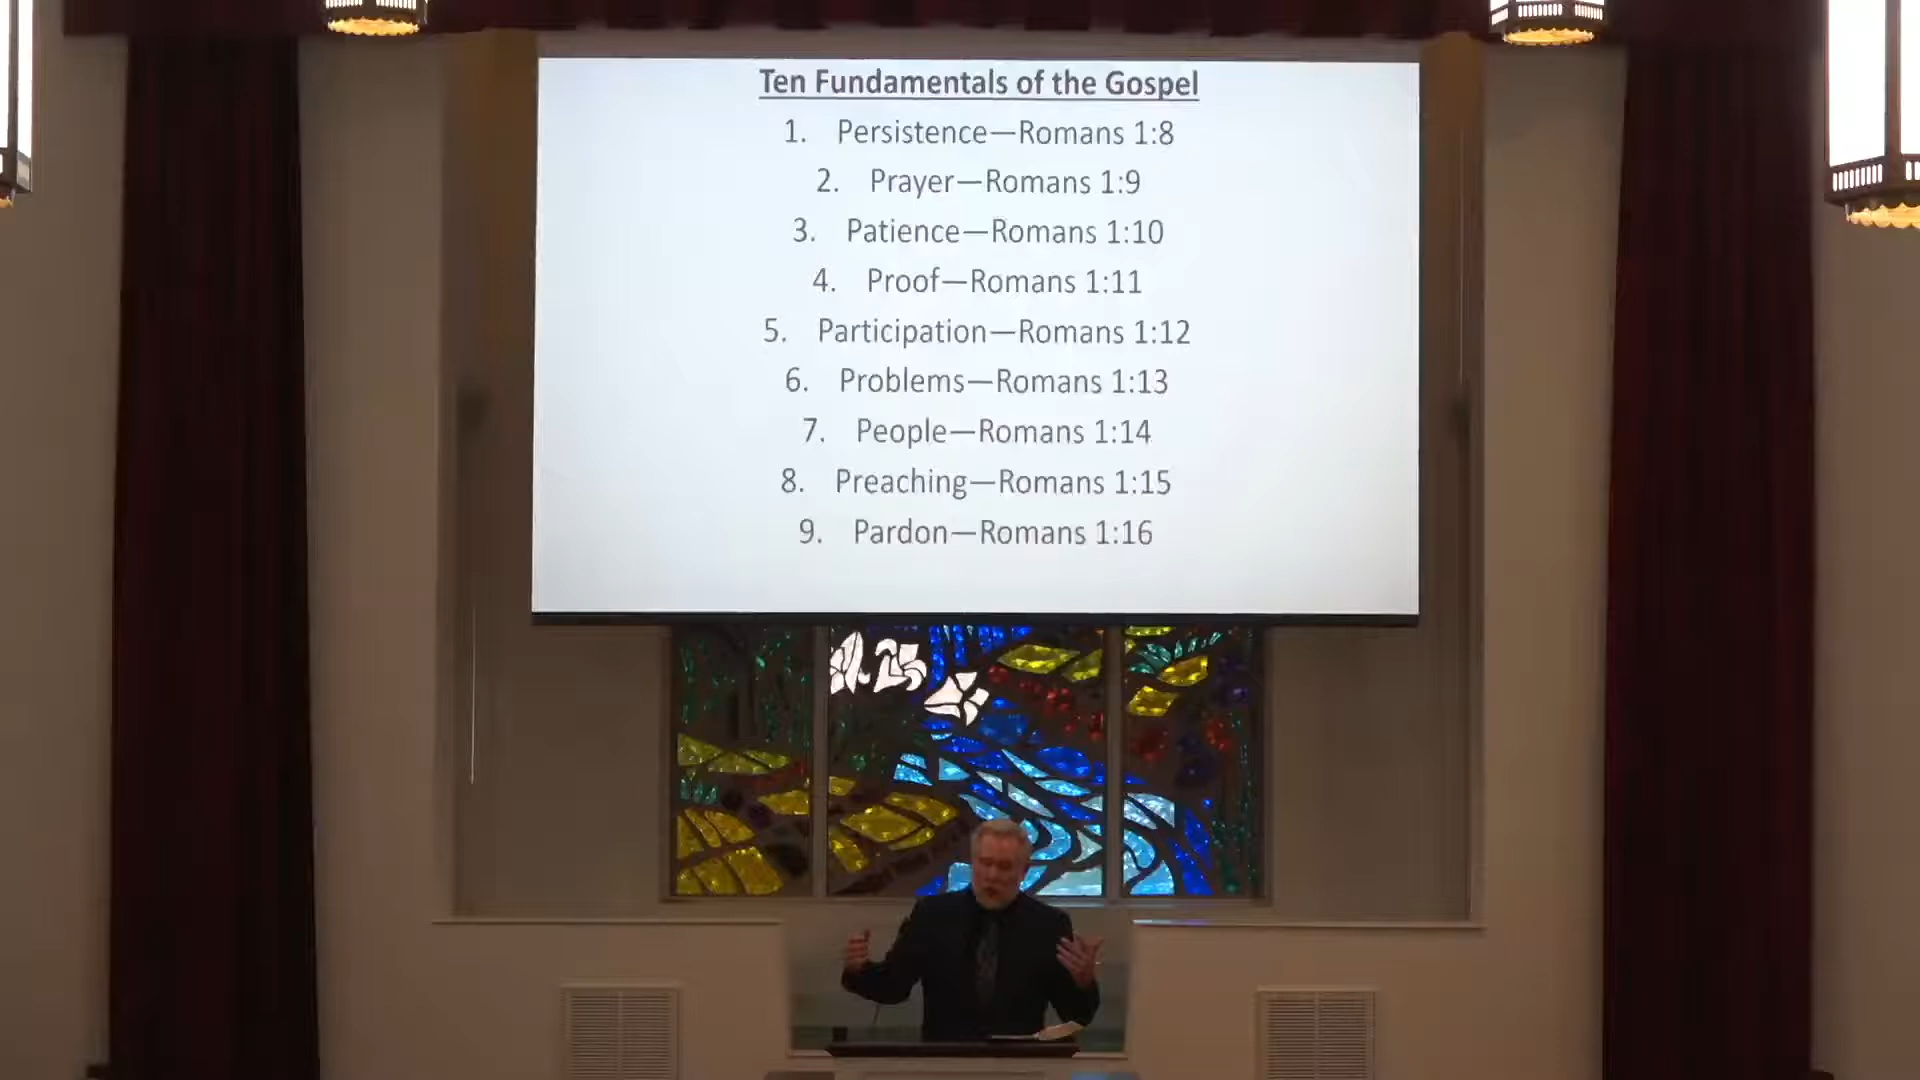 Ten Fundamentals of the Gospel
1. Persistence—Romans 1:8
2. Prayer—Romans 1:9
3. Patience—Romans 1:10
4. Proof—Romans 1:11
5. Participation—Romans 1:12
6. Problems—Romans 1:13
7. People—Romans 1:14
8. Preaching—Romans 1:15
9. Pardon—Romans 1:16